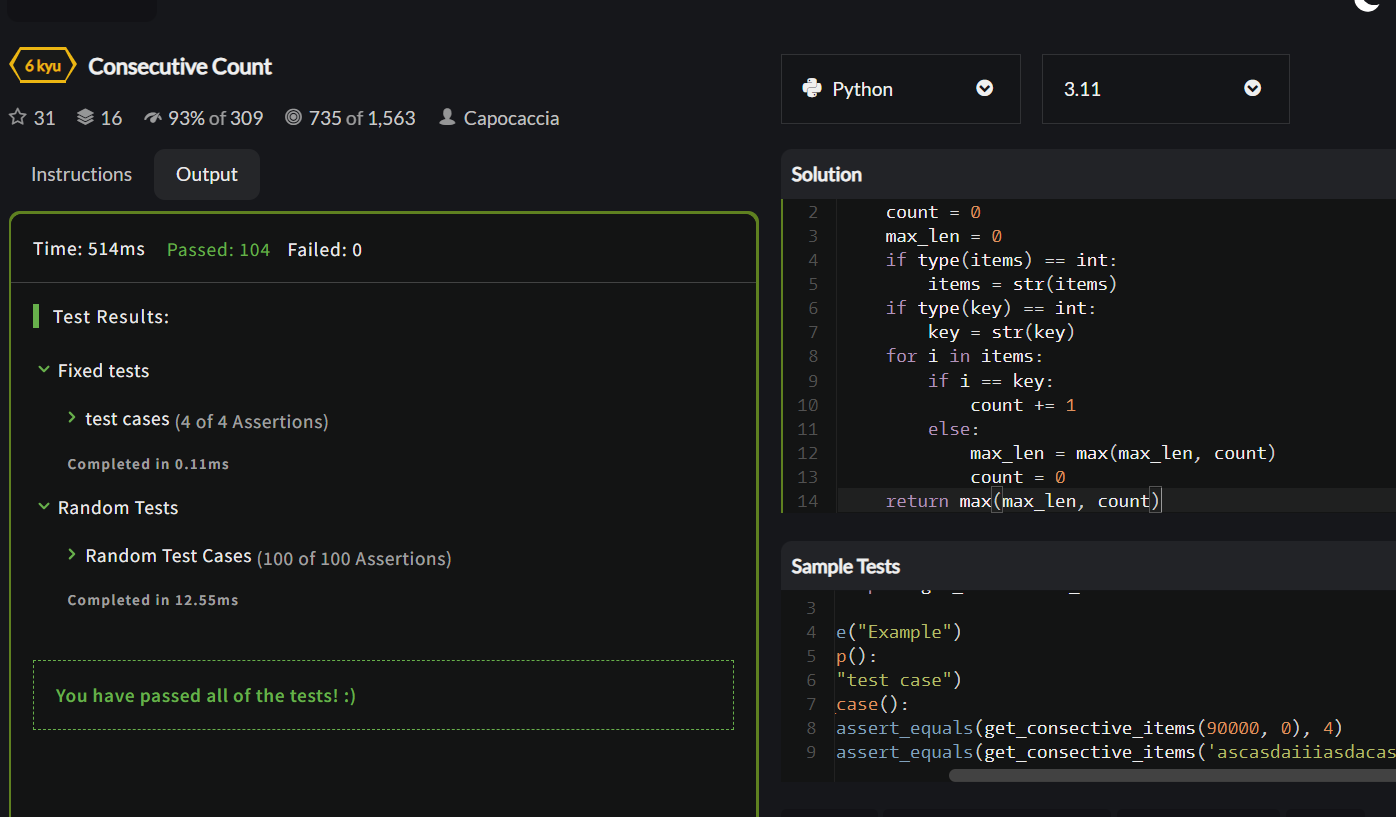 6 kyu Consecutive Count
31 16 93% of 309 735 of 1,563 Capocaccia
Instructions Output
Time: 514ms Passed: 104 Failed: 0
Test Results:
Fixed tests
test cases (4 of 4 Assertions)
Completed in 0.11ms
Random Tests
Random Test Cases (100 of 100 Assertions)
Completed in 12.55ms
You have passed all of the tests! :)
Python 3.11
Solution
2 count = 0
3 max_len = 0
4 if type(items) == int:
5 items = str(items)
6 if type(key) == int:
7 key = str(key)
8 for i in items:
9 if i == key:
10 count += 1
11 else:
12 max_len = max(max_len, count)
13 count = 0
14 return max(max_len, count)
Sample Tests
3
4 e("Example")
5 p():
6 "test case")
7 case():
8 assert_equals(get_consective_items(90000, 0), 4)
9 assert_equals(get_consective_items('ascasdaiiiasdacas